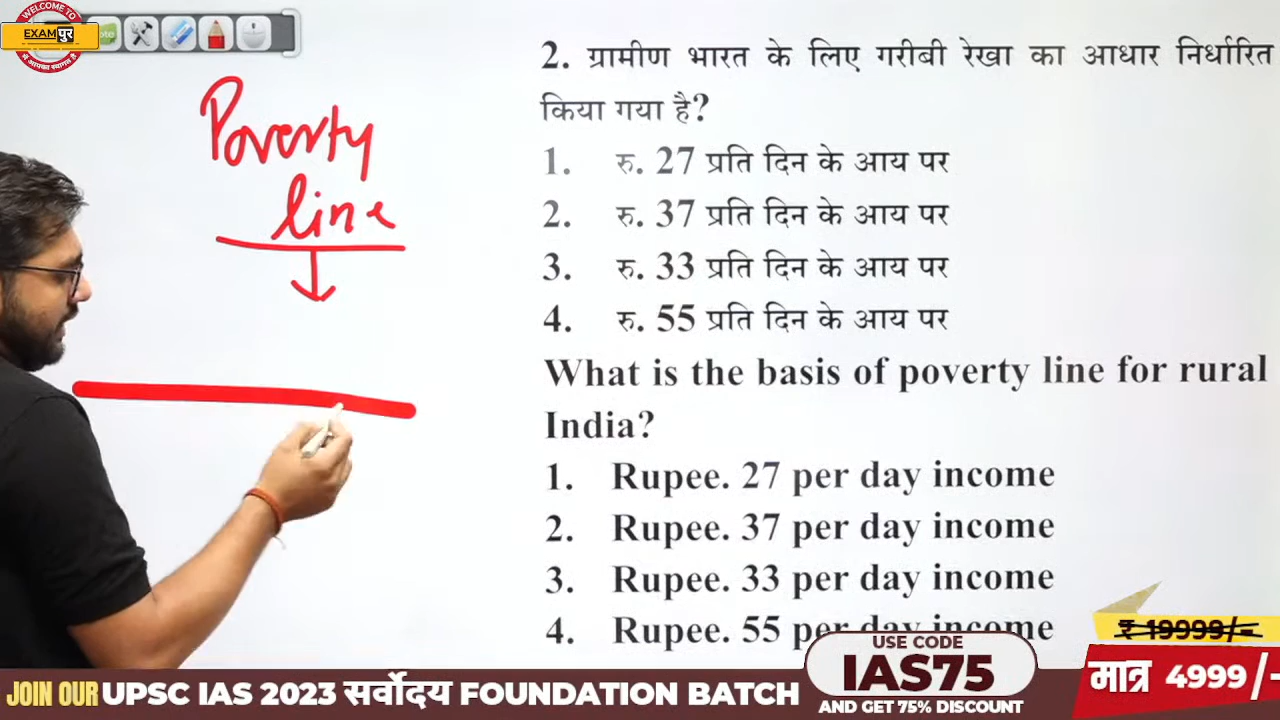 WELCOME TO
EXAMपुर
में आपका स्वागत है
Poverty
line
2. ग्रामीण भारत के लिए गरीबी रेखा का आधार निर्धारित
किया गया है?
1. रु. 27 प्रति दिन के आय पर
2. रु. 37 प्रति दिन के आय पर
3. रु. 33 प्रति दिन के आय पर
4. रु. 55 प्रति दिन के आय पर
What is the basis of poverty line for rural
India?
1. Rupee. 27 per day income
2. Rupee. 37 per day income
3. Rupee. 33 per day income
4. Rupee. 55 per day income
₹ 19999/-
मात्र 4999/-
USE CODE
IAS75
AND GET 75% DISCOUNT
JOIN OUR UPSC IAS 2023 सर्वोदय FOUNDATION BATCH